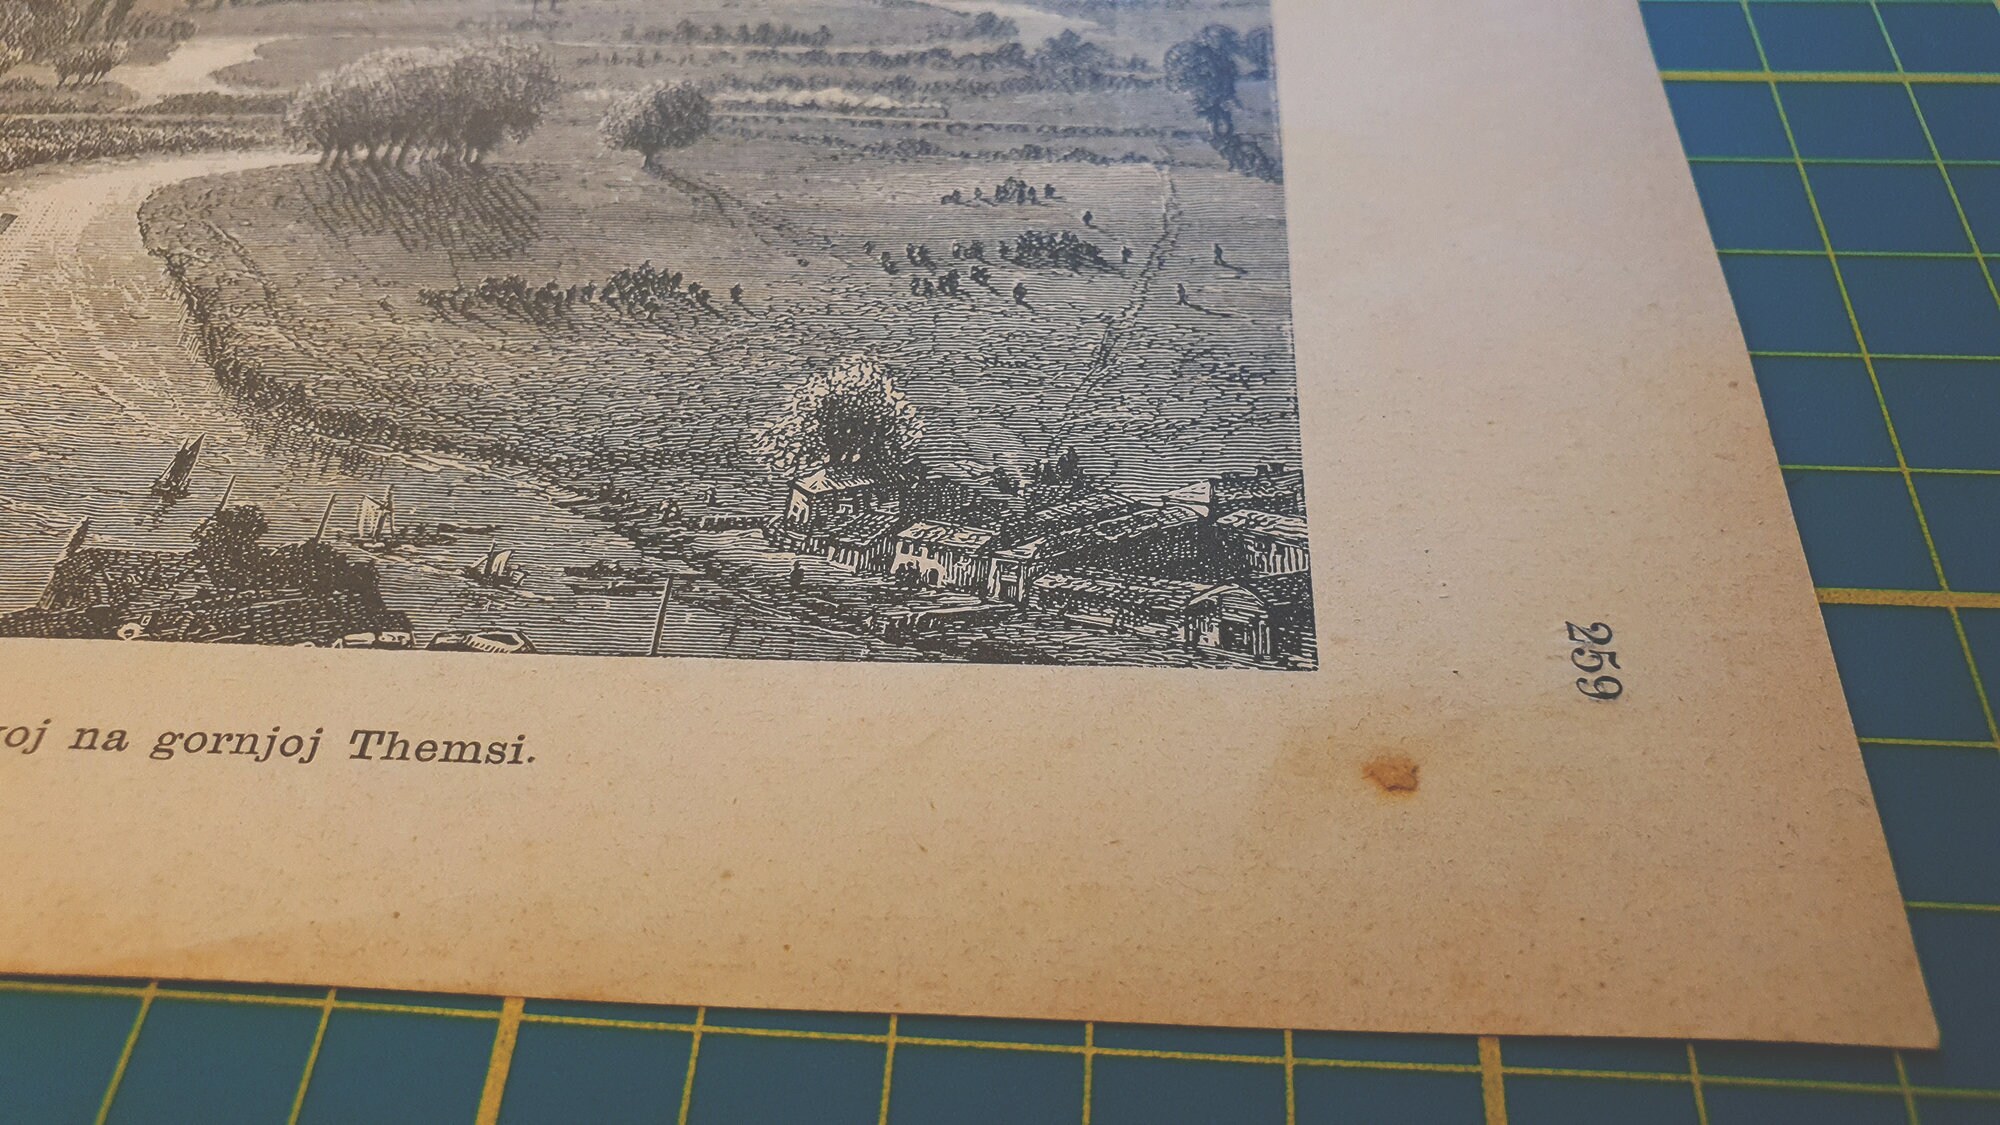 na gornjoj Themsi.
259